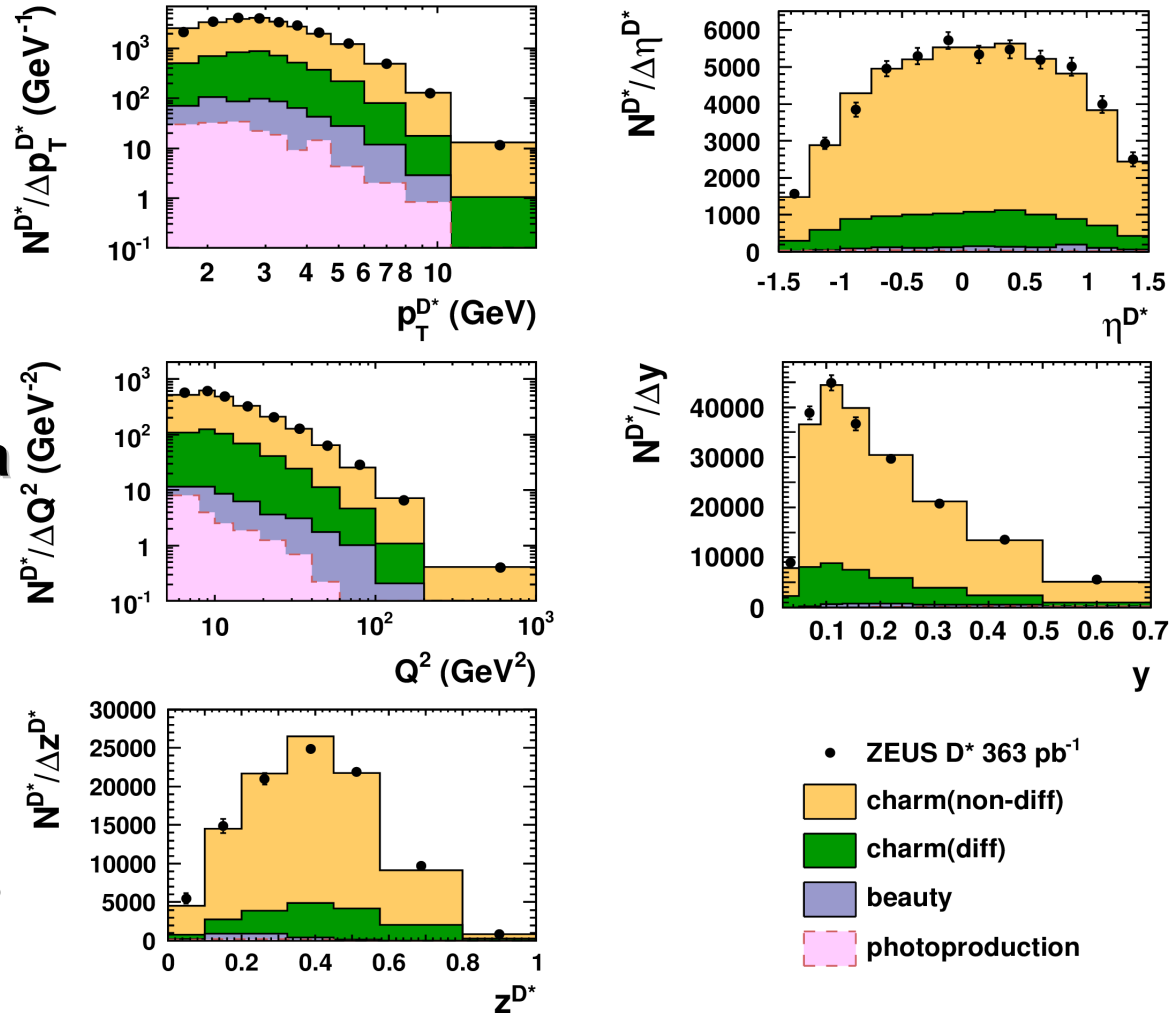 N^{D*}/Δp_T^{D*} (GeV^{-1})
10^3
10^2
10
1
10^{-1}
2 3 4 5 6 7 8 10
p_T^{D*} (GeV)
N^{D*}/Δη^{D*}
6000
5000
4000
3000
2000
1000
0
-1.5 -1 -0.5 0 0.5 1 1.5
η^{D*}
N^{D*}/ΔQ^2 (GeV^{-2})
10^3
10^2
10
1
10^{-1}
10 10^2 10^3
Q^2 (GeV^2)
N^{D*}/Δy
40000
30000
20000
10000
0
0.1 0.2 0.3 0.4 0.5 0.6 0.7
y
N^{D*}/Δz^{D*}
30000
25000
20000
15000
10000
5000
0
0 0.2 0.4 0.6 0.8 1
z^{D*}
ZEUS D* 363 pb^{-1}
charm(non-diff)
charm(diff)
beauty
photoproduction